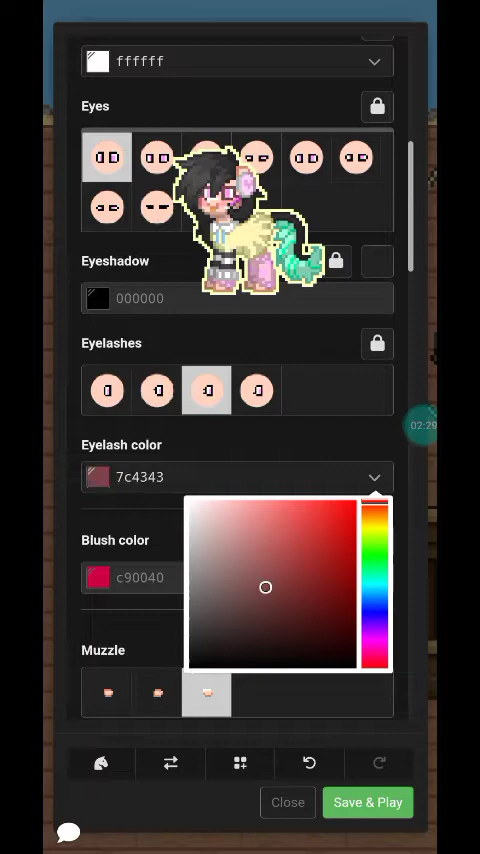 ffffff
Eyes
Eyeshadow
000000
Eyelashes
02:29
Eyelash color
7c4343
Blush color
c90040
Muzzle
Close
Save & Play